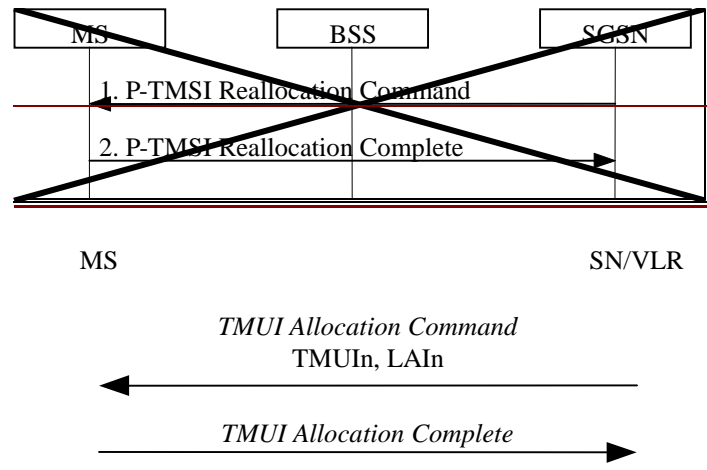 MS BSS SGSN
1. P-TMSI Reallocation Command
2. P-TMSI Reallocation Complete
MS SN/VLR
TMUI Allocation Command
TMUIn, LAIn
TMUI Allocation Complete